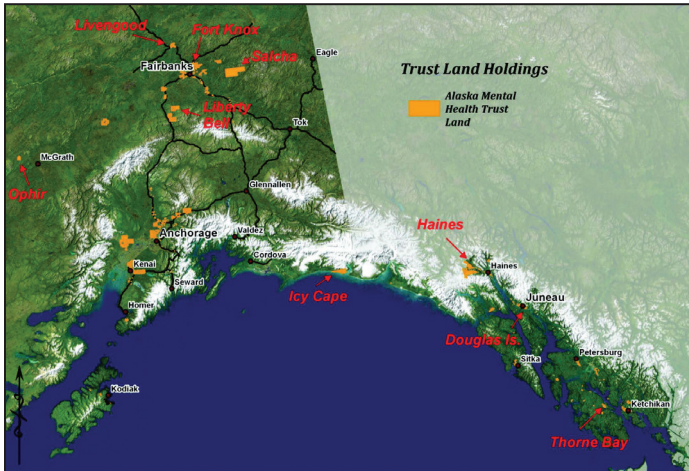 Livengood
Fort Knox
Salcha
Eagle
Fairbanks
Trust Land Holdings
Alaska Mental
Health Trust
Land
Liberty
Bell
Tok
McGrath
Ophir
Glennallen
Haines
Anchorage
Valdez
Cordova
Haines
Kenai
Seward
Icy Cape
Juneau
Homer
Douglas Is.
Petersburg
Sitka
Kodiak
Ketchikan
Thorne Bay